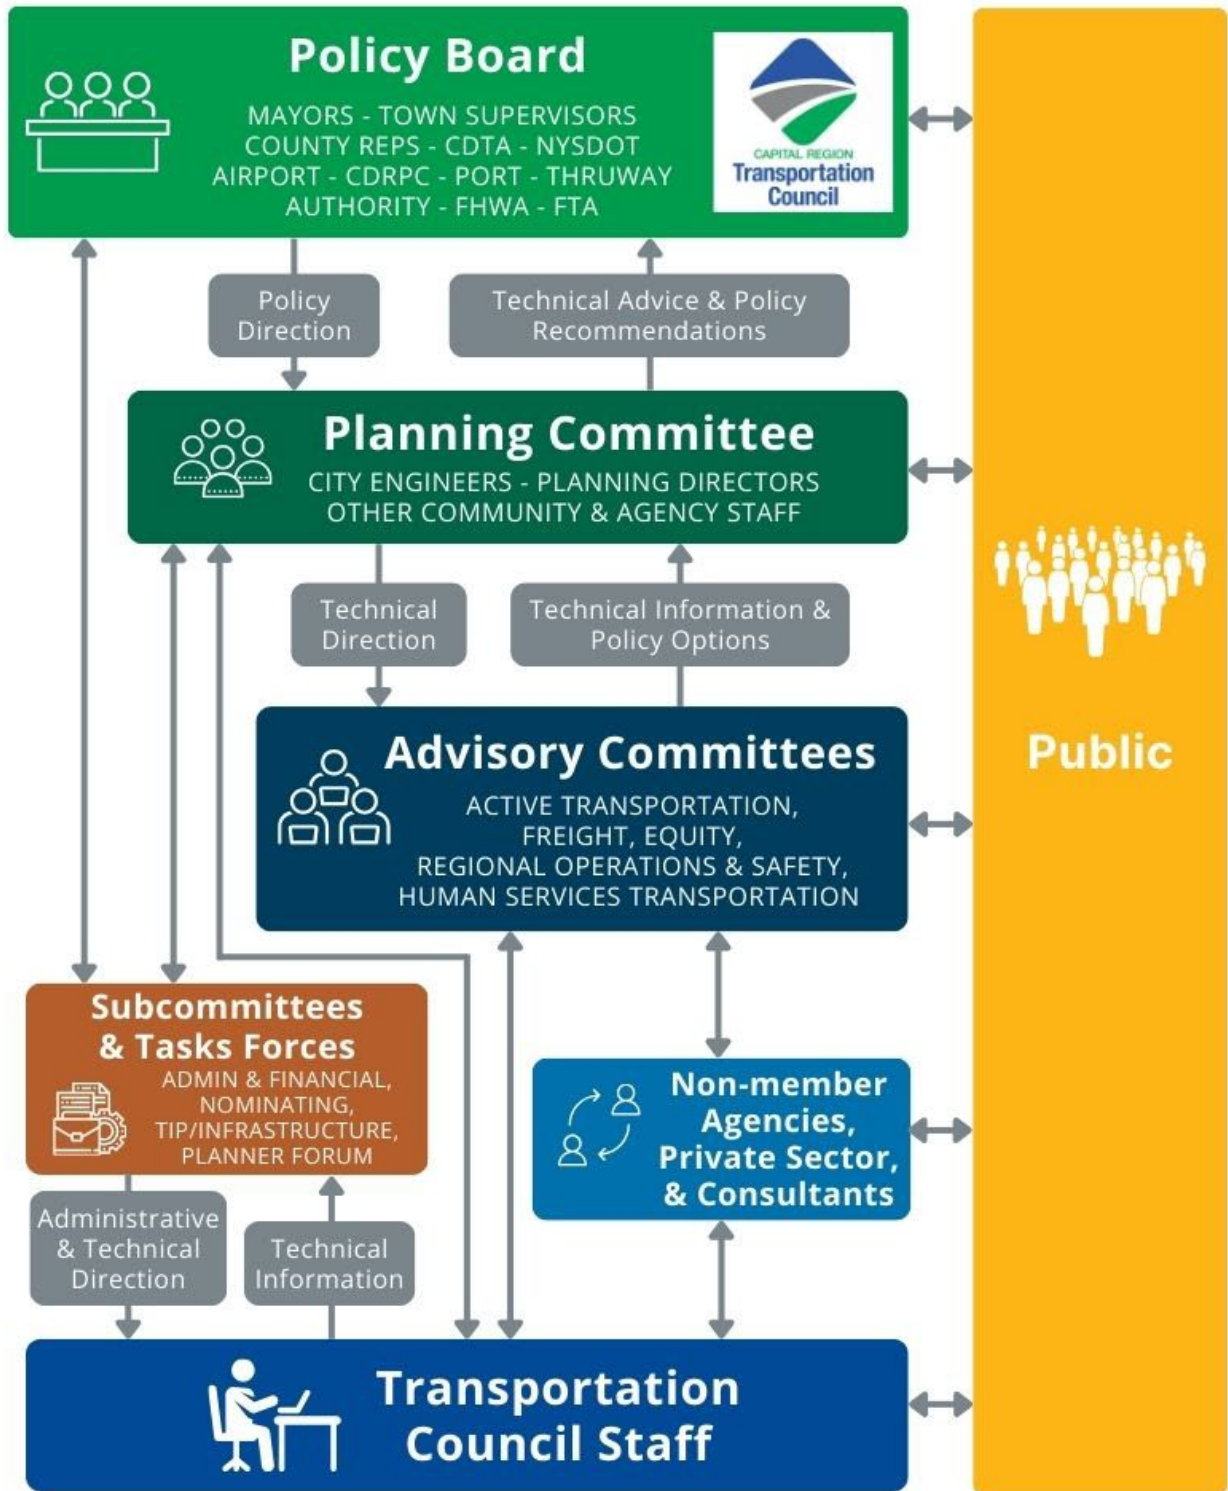 Policy Board
MAYORS - TOWN SUPERVISORS
COUNTY REPS - CDTA - NYSDOT
AIRPORT - CDRPC - PORT - THRUWAY
AUTHORITY - FHWA - FTA
CAPITAL REGION
Transportation
Council
Policy
Direction
Technical Advice & Policy
Recommendations
Planning Committee
CITY ENGINEERS - PLANNING DIRECTORS
OTHER COMMUNITY & AGENCY STAFF
Technical
Direction
Technical Information &
Policy Options
Advisory Committees
ACTIVE TRANSPORTATION,
FREIGHT, EQUITY,
REGIONAL OPERATIONS & SAFETY,
HUMAN SERVICES TRANSPORTATION
Public
Subcommittees
& Tasks Forces
ADMIN & FINANCIAL,
NOMINATING,
TIP/INFRASTRUCTURE,
PLANNER FORUM
Non-member
Agencies,
Private Sector,
& Consultants
Administrative
& Technical
Direction
Technical
Information
Transportation
Council Staff